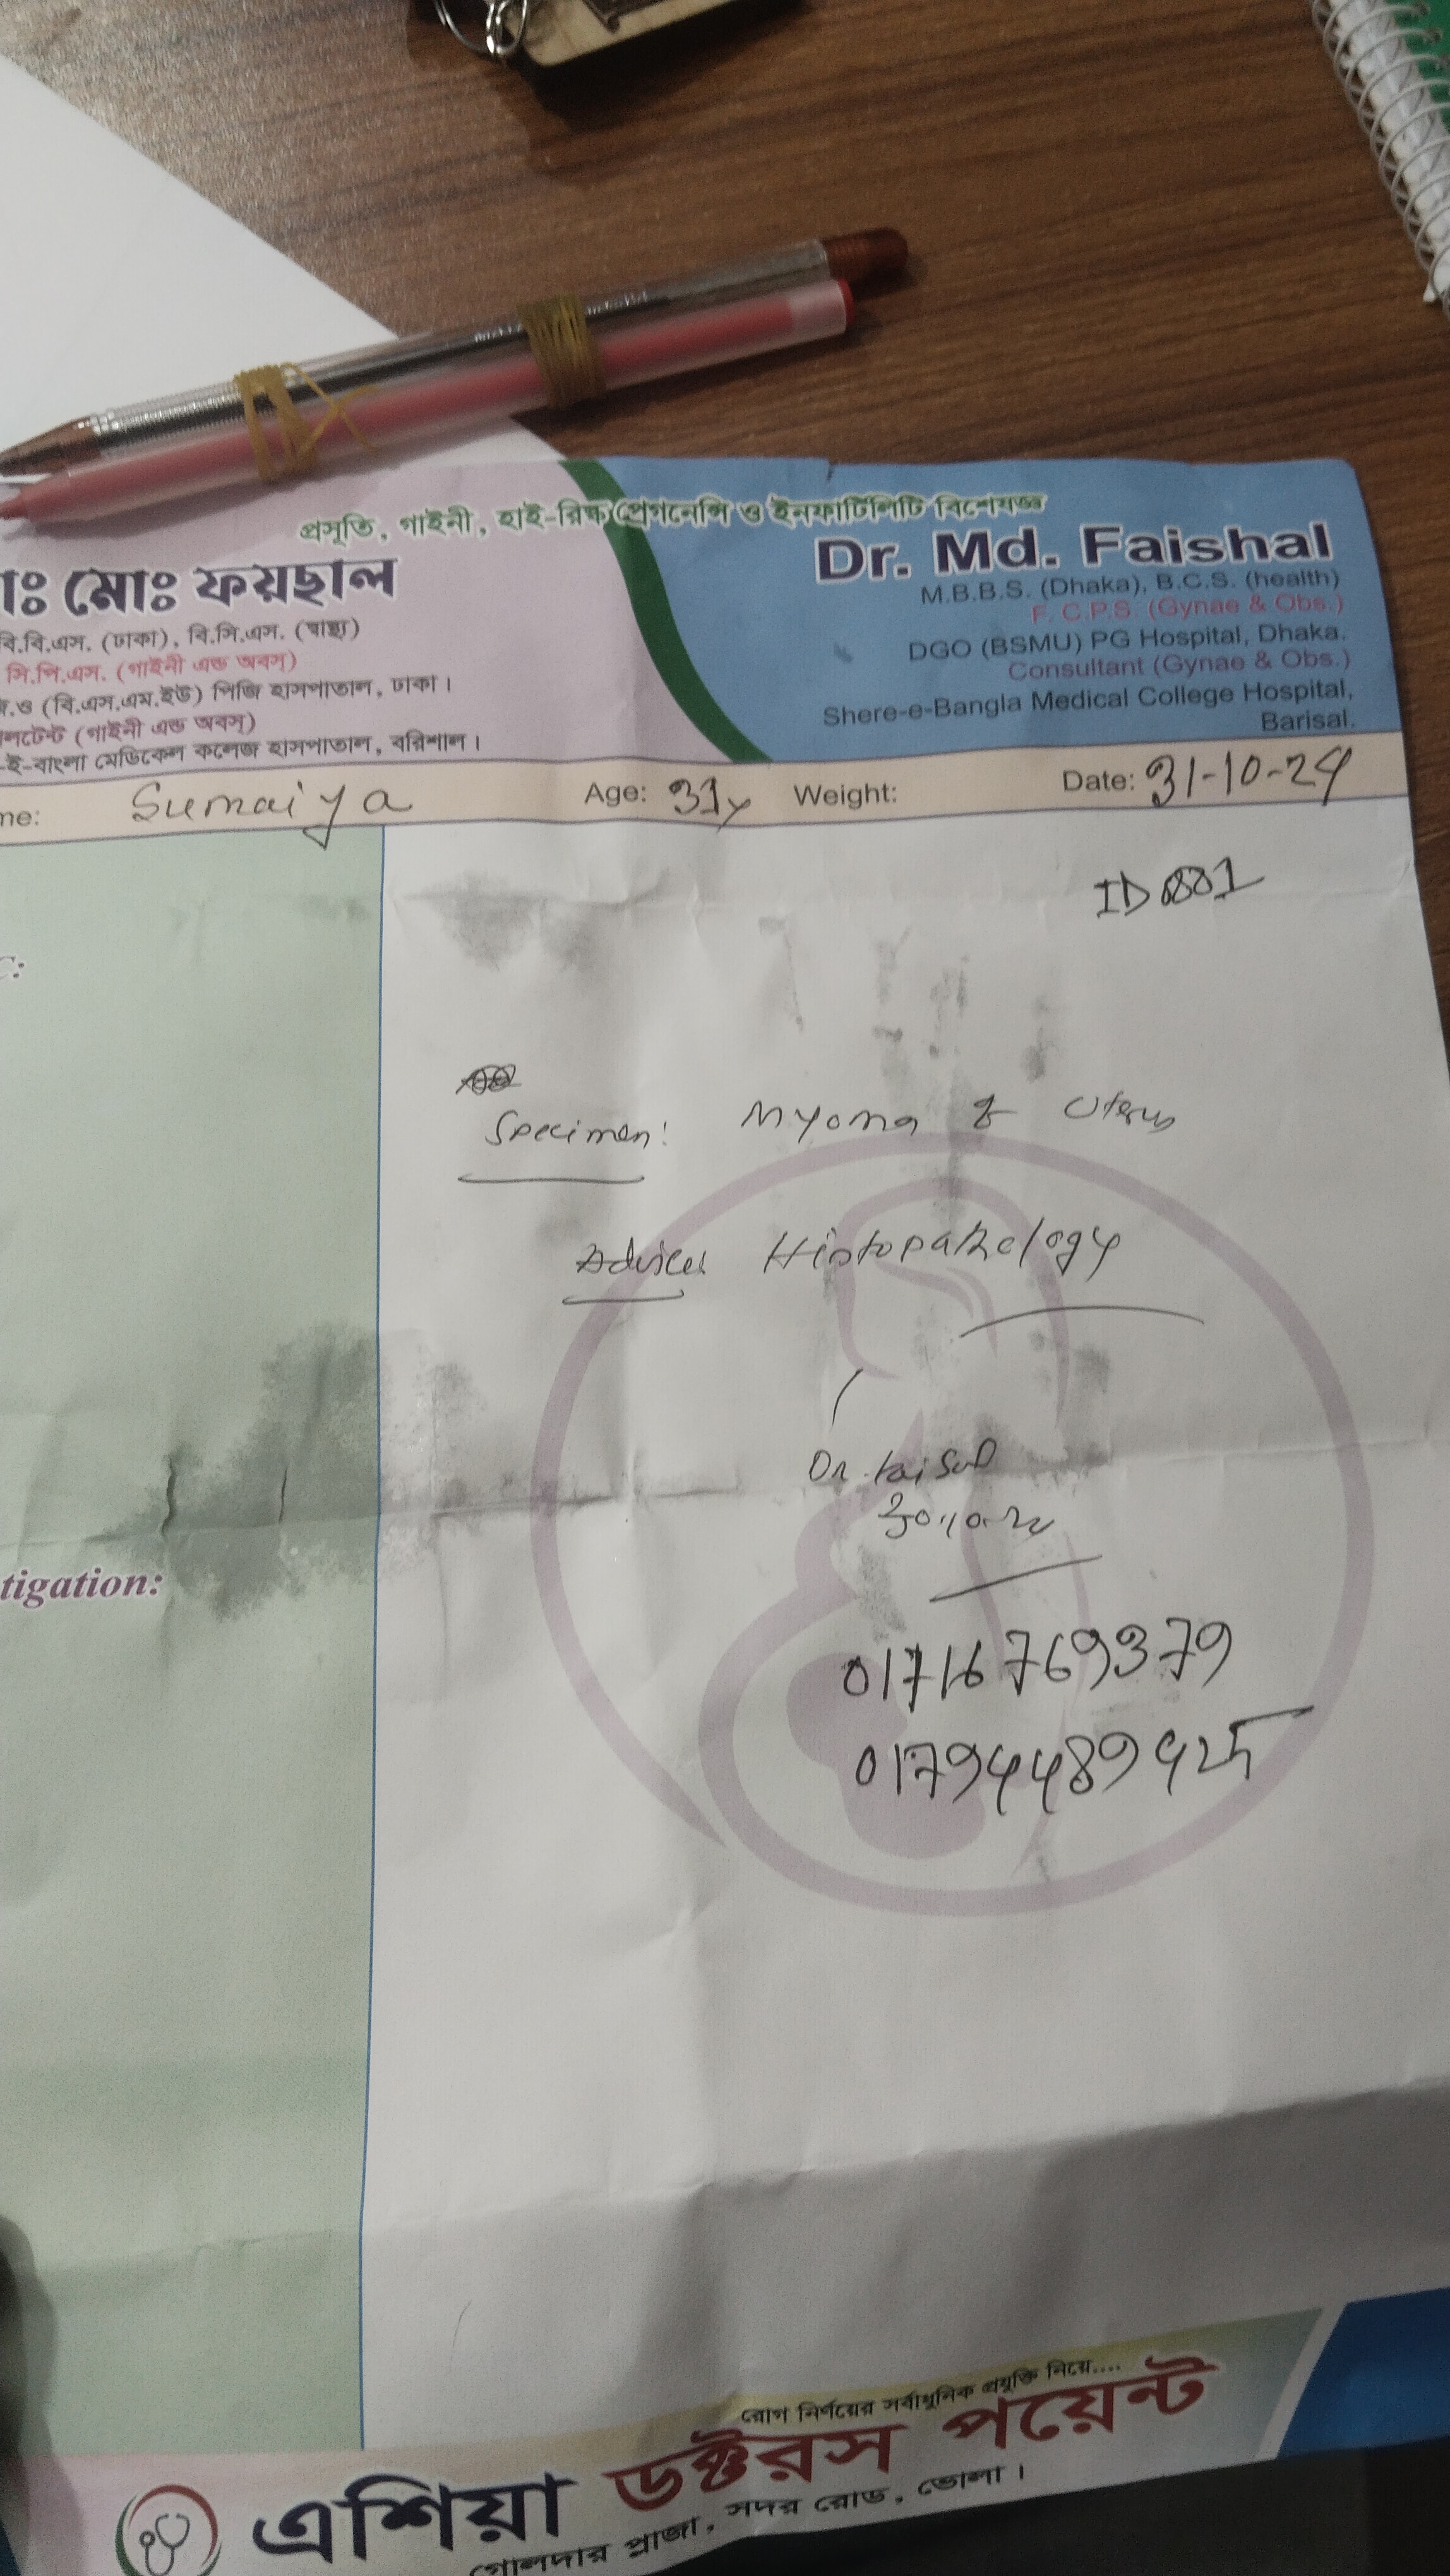 প্রসূতি, গাইনী, হাই-রিস্ক প্রেগনেন্সি ও ইনফার্টিলিটি বিশেষজ্ঞ
াঃ মোঃ ফয়ছাল
বি.বি.এস. (ঢাকা), বি.সি.এস. (স্বাস্থ্য)
সি.পি.এস. (গাইনী এন্ড অবস্)
জি.ও (বি.এস.এম.ইউ) পিজি হাসপাতাল, ঢাকা।
লটেন্ট (গাইনী এন্ড অবস্)
-ই-বাংলা মেডিকেল কলেজ হাসপাতাল, বরিশাল।
Dr. Md. Faishal
M.B.B.S. (Dhaka), B.C.S. (health)
F. C.P.S. (Gynae & Obs.)
DGO (BSMU) PG Hospital, Dhaka.
Consultant (Gynae & Obs.)
Shere-e-Bangla Medical College Hospital,
Barisal.
me: Sumaiya Age: 31y Weight: Date: 31-10-24
ID 881
C:
Specimen: Myoma of Uterus
Advice: Histopathology
Dr. Faisal
30.10.24
tigation:
01716769379
01794489425
রোগ নির্ণয়ের সর্বাধুনিক প্রযুক্তি নিয়ে....
এশিয়া ডক্টরস পয়েন্ট
গোলদার প্লাজা, সদর রোড, ভোলা।